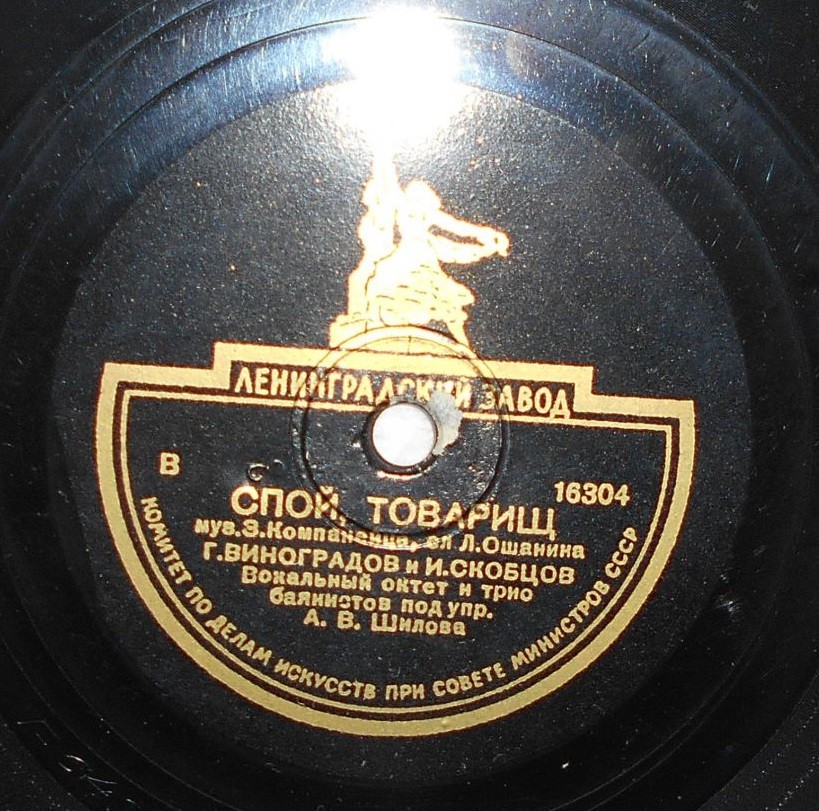 ЛЕНИНГРАДСКИЙ ЗАВОД
В
16304
СПОЙ, ТОВАРИЩ
муз.З.Компанейца, сл Л.Ошанина
Г.ВИНОГРАДОВ и И.СКОБЦОВ
Вокальный октет и трио
баянистов под упр.
А. В. Шилова
КОМИТЕТ ПО ДЕЛАМ ИСКУССТВ ПРИ СОВЕТЕ МИНИСТРОВ СССР